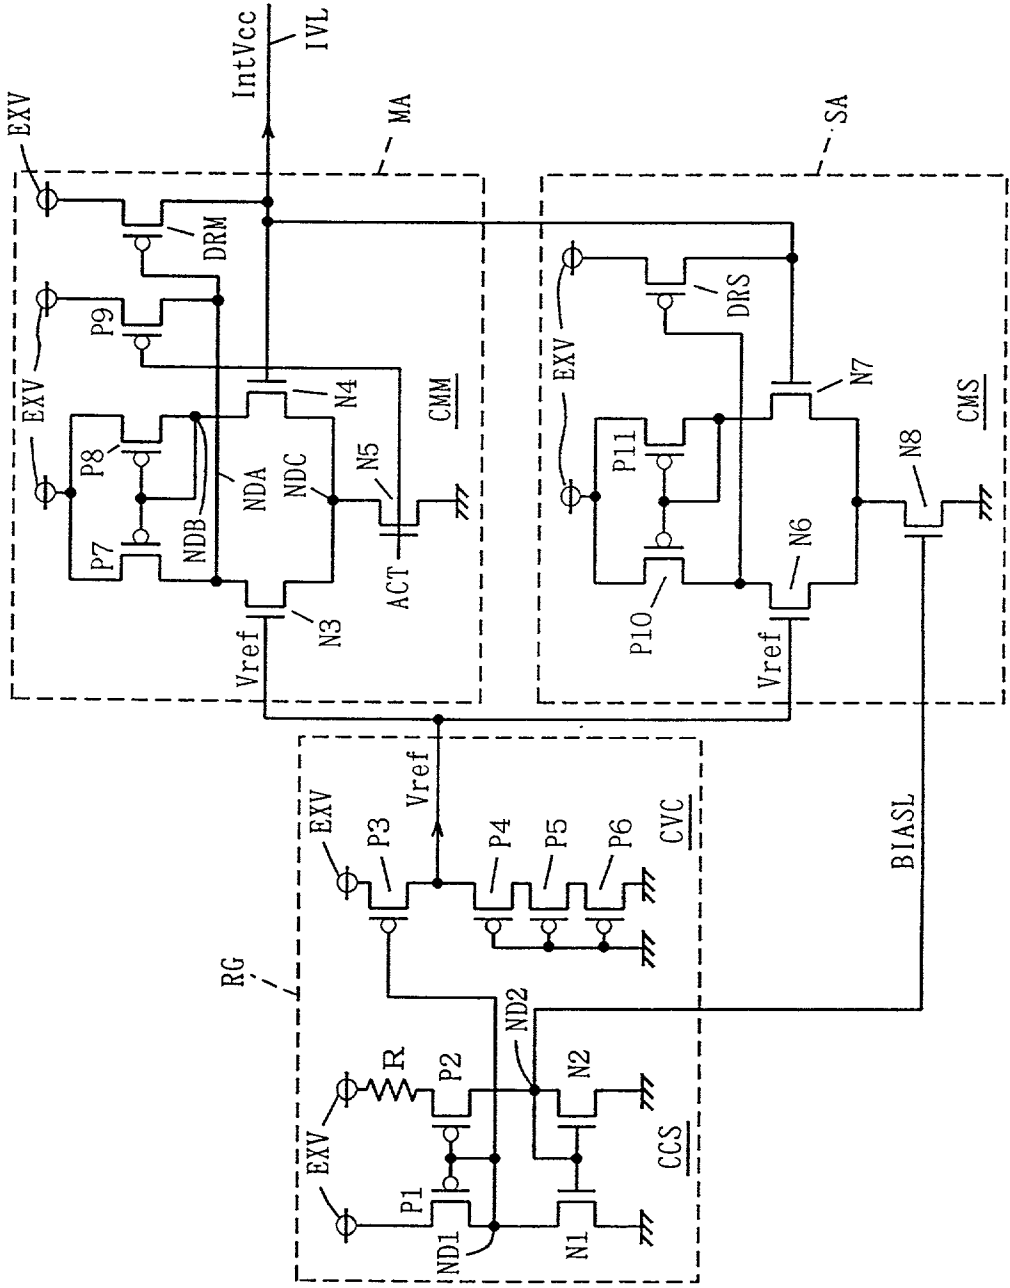 EXV
IntVcc
IVL
MA
DRM
EXV
P9
EXV
P8
P7
NDB
NDA
NDC
N4
N5
N3
ACT
CMM
Vref
SA
EXV
DRS
P11
P10
N7
N6
N8
CMS
Vref
RG
EXV
P3
Vref
P4
P5
P6
CVC
BIASL
EXV
R
P2
P1
ND1
ND2
N2
N1
CCS